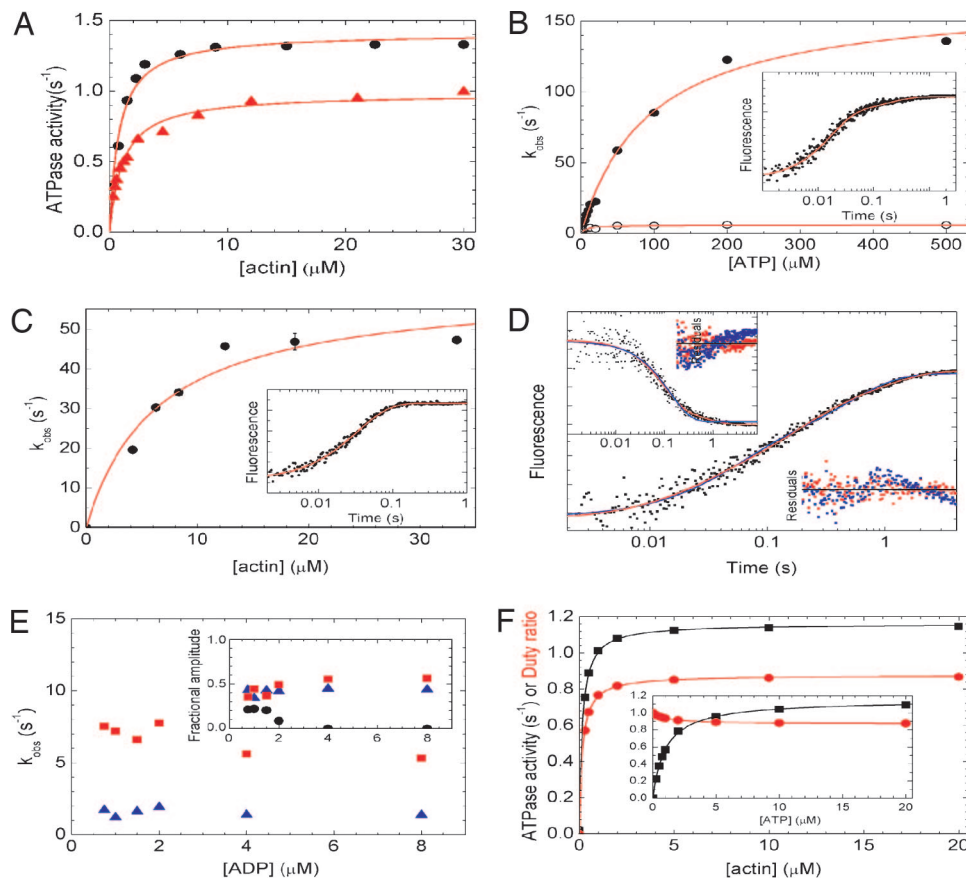 A
ATPase activity(s⁻¹)
1.5
1.0
0.5
0.0
0 10 20 30
[actin] (μM)
B
k_obs (s⁻¹)
150
100
50
0
0 100 200 300 400 500
[ATP] (μM)
Fluorescence
0.01 0.1 1
Time (s)
C
k_obs (s⁻¹)
50
40
30
20
10
0
0 10 20 30
[actin] (μM)
Fluorescence
0.01 0.1 1
Time (s)
D
Fluorescence
0.01 0.1 1
Time (s)
Residuals
0.01 0.1 1
Residuals
E
k_obs (s⁻¹)
15
10
5
0
0 2 4 6 8
[ADP] (μM)
Fractional amplitude
1.0
0.5
0.0
0 2 4 6 8
F
ATPase activity (s⁻¹) or Duty ratio
1.2
1.0
0.8
0.6
0.4
0.2
0.0
0 5 10 15 20
[actin] (μM)
1.2
1.0
0.8
0.6
0.4
0.2
0.0
0 5 10 15 20
[ATP] (μM)